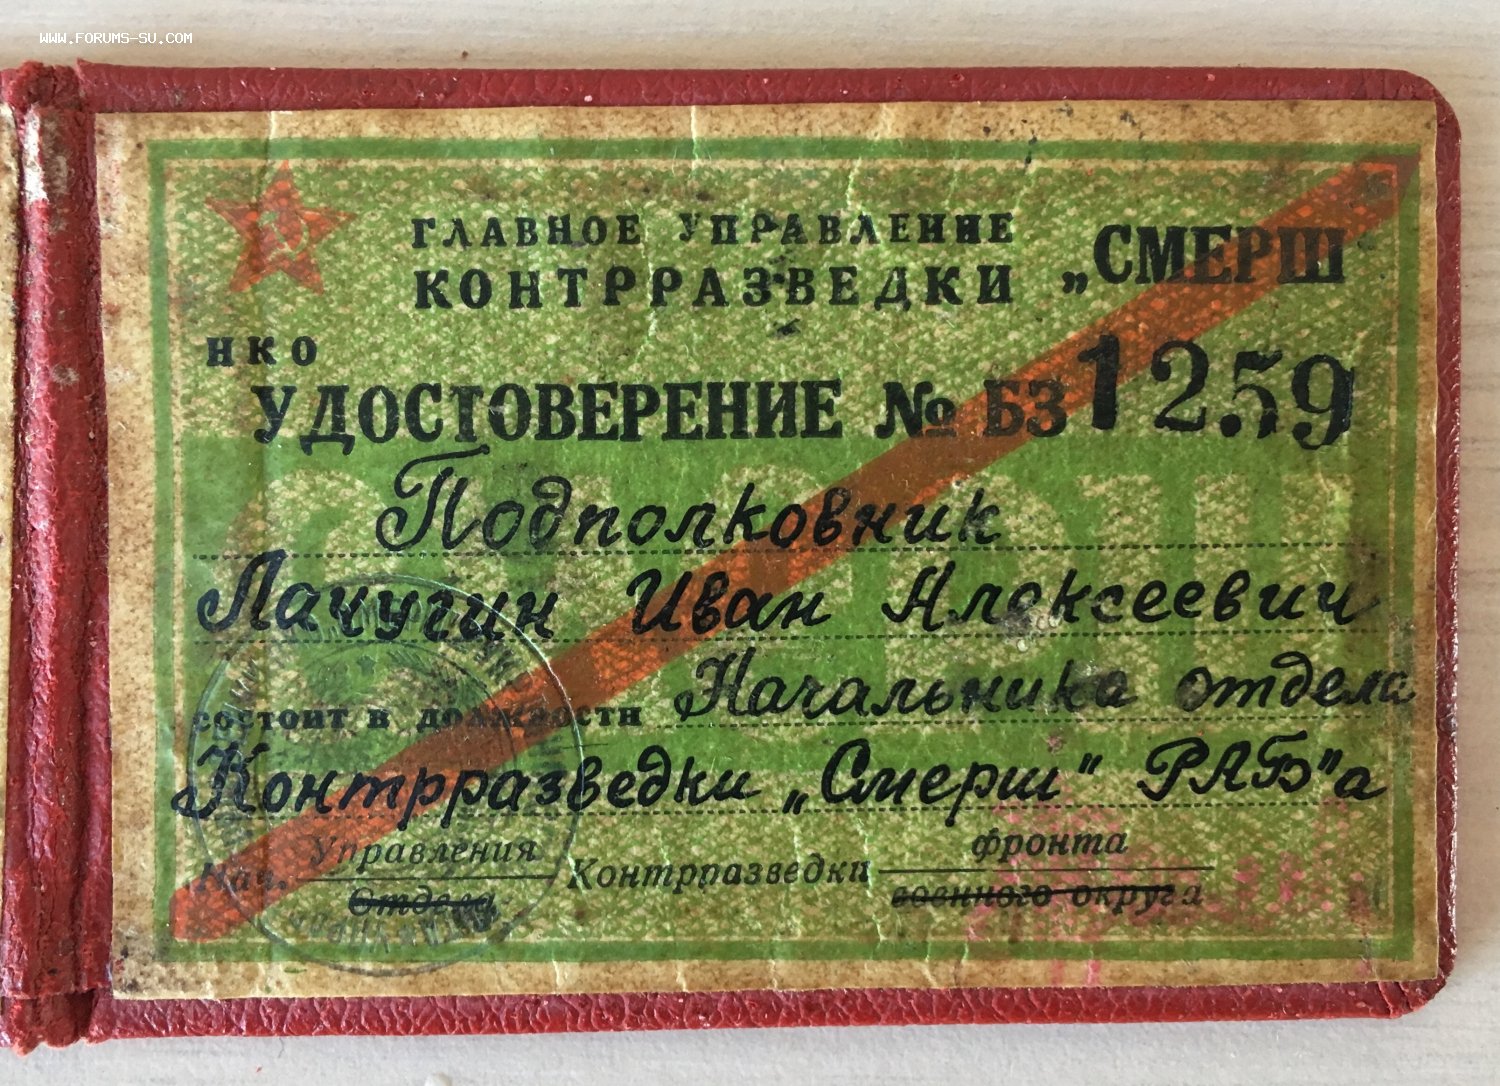 WWW.FORUMS-SU.COM
ГЛАВНОЕ УПРАВЛЕНИЕ
КОНТРРАЗВЕДКИ „СМЕРШ
НКО
УДОСТОВЕРЕНИЕ № БЗ 1259
Подполковник
Лачугин Иван Алексеевич
состоит в должности Начальника отдела
Контрразведки „Смерш" РАБ"а
Нач. Управления Контрразведки фронта
Отдела военного округа